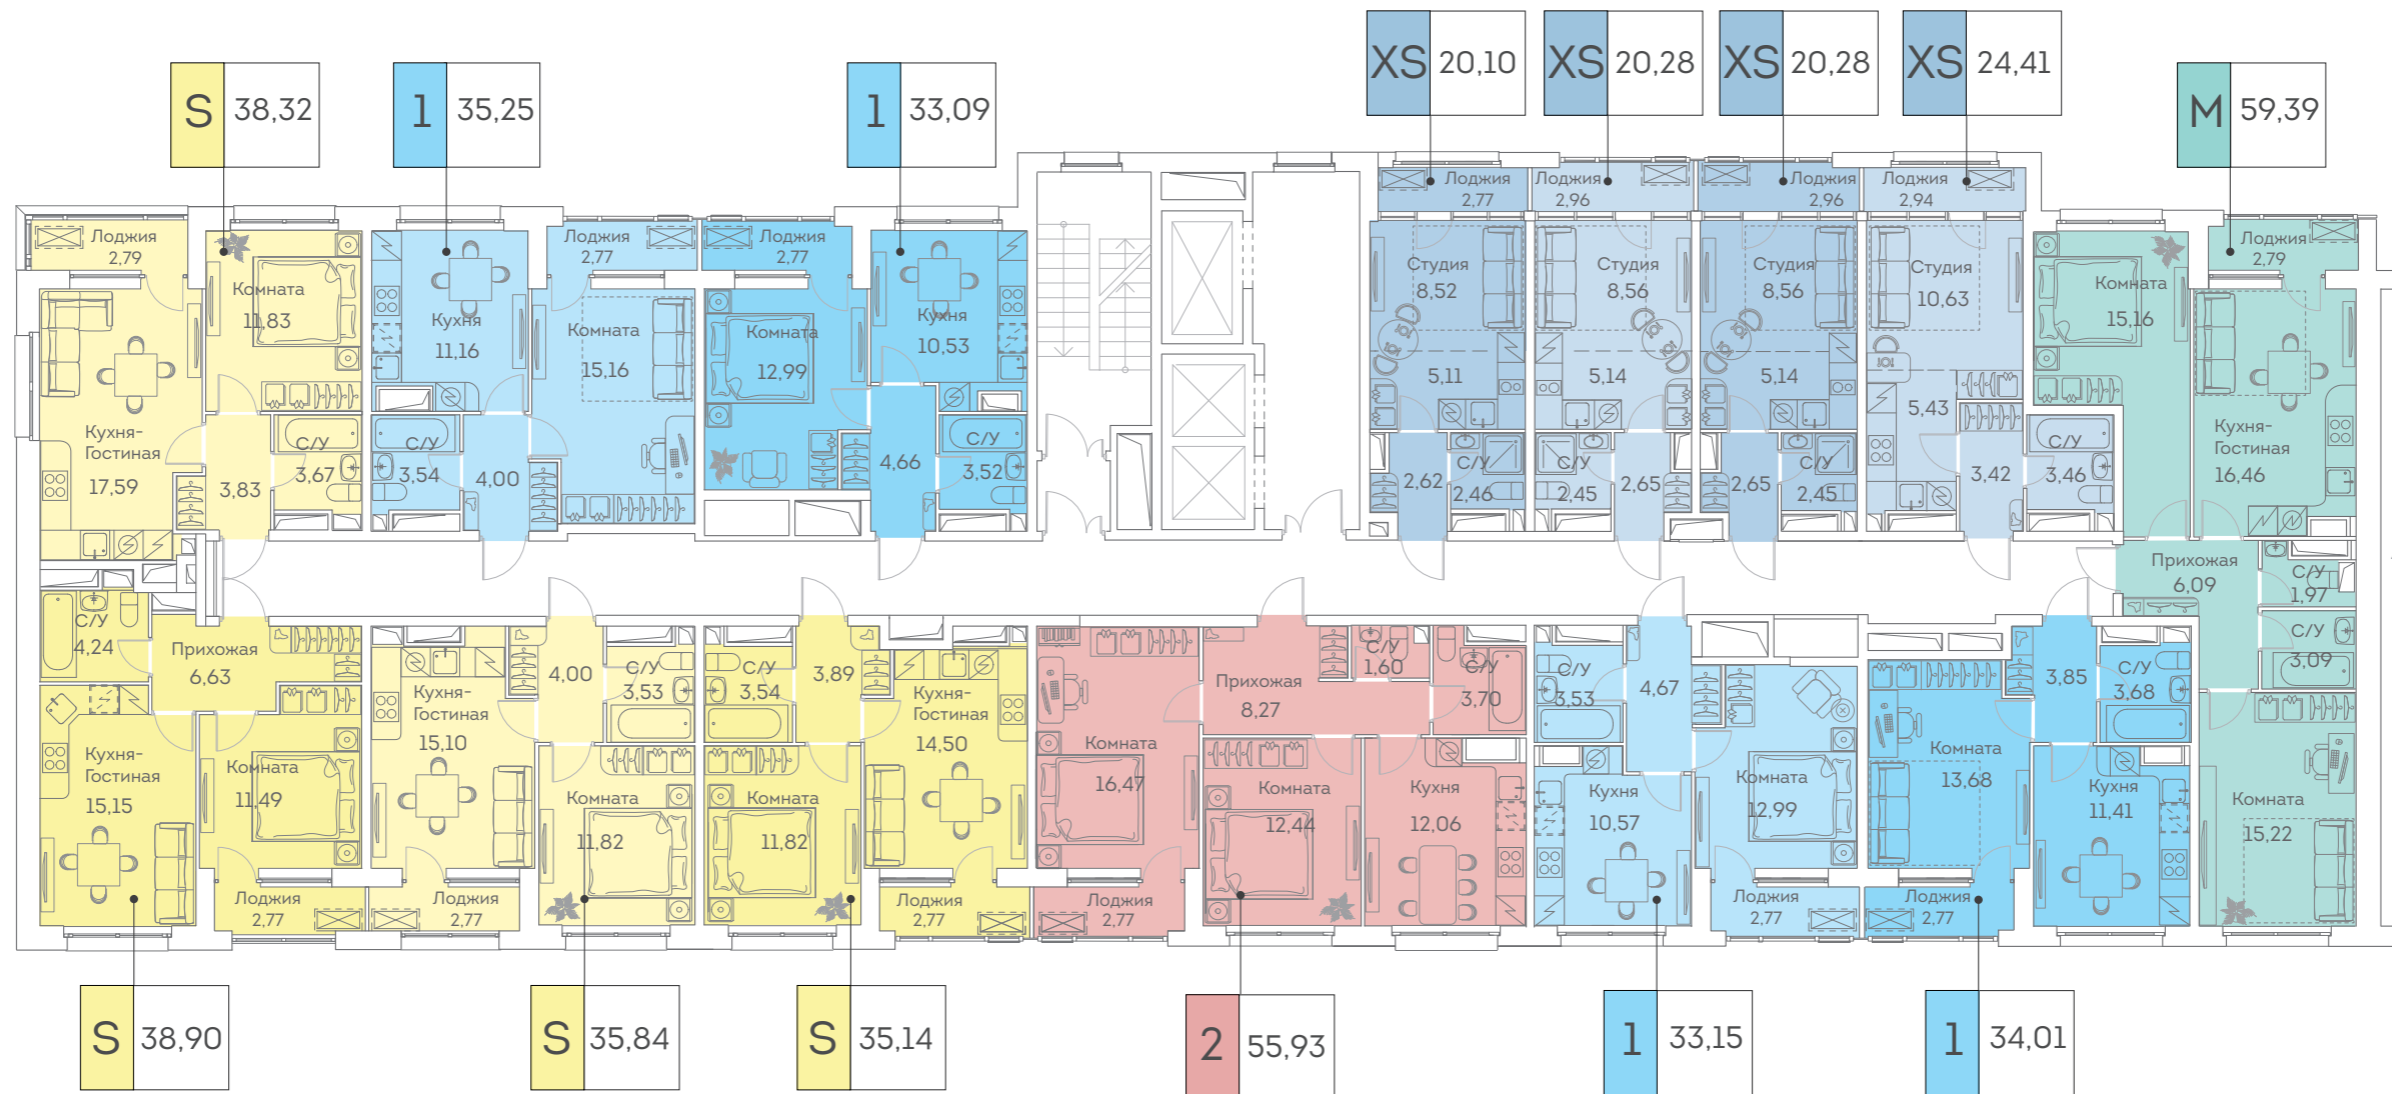 S 38,32
1 35,25
1 33,09
XS 20,10
XS 20,28
XS 20,28
XS 24,41
M 59,39
Лоджия
2,79
Комната
11,83
Кухня-
Гостиная
17,59
3,83
С/У
3,67
Кухня
11,16
Лоджия
2,77
Комната
15,16
С/У
3,54
4,00
Лоджия
2,77
Комната
12,99
Кухня
10,53
4,66
С/У
3,52
Лоджия
2,77
Студия
8,52
5,11
2,62
С/У
2,46
Лоджия
2,96
Студия
8,56
5,14
С/У
2,45
2,65
Лоджия
2,96
Студия
8,56
5,14
2,65
С/У
2,45
Лоджия
2,94
Студия
10,63
5,43
3,42
С/У
3,46
Комната
15,16
Лоджия
2,79
Кухня-
Гостиная
16,46
Прихожая
6,09
С/У
1,97
С/У
3,09
Комната
15,22
С/У
4,24
Прихожая
6,63
Кухня-
Гостиная
15,15
Комната
11,49
Лоджия
2,77
Кухня-
Гостиная
15,10
4,00
С/У
3,53
Комната
11,82
Лоджия
2,77
С/У
3,54
3,89
Кухня-
Гостиная
14,50
Комната
11,82
Лоджия
2,77
Комната
16,47
Лоджия
2,77
Прихожая
8,27
С/У
1,60
С/У
3,70
Комната
12,44
Кухня
12,06
С/У
3,53
4,67
Кухня
10,57
Комната
12,99
Лоджия
2,77
Комната
13,68
Лоджия
2,77
3,85
С/У
3,68
Кухня
11,41
S 38,90
S 35,84
S 35,14
2 55,93
1 33,15
1 34,01